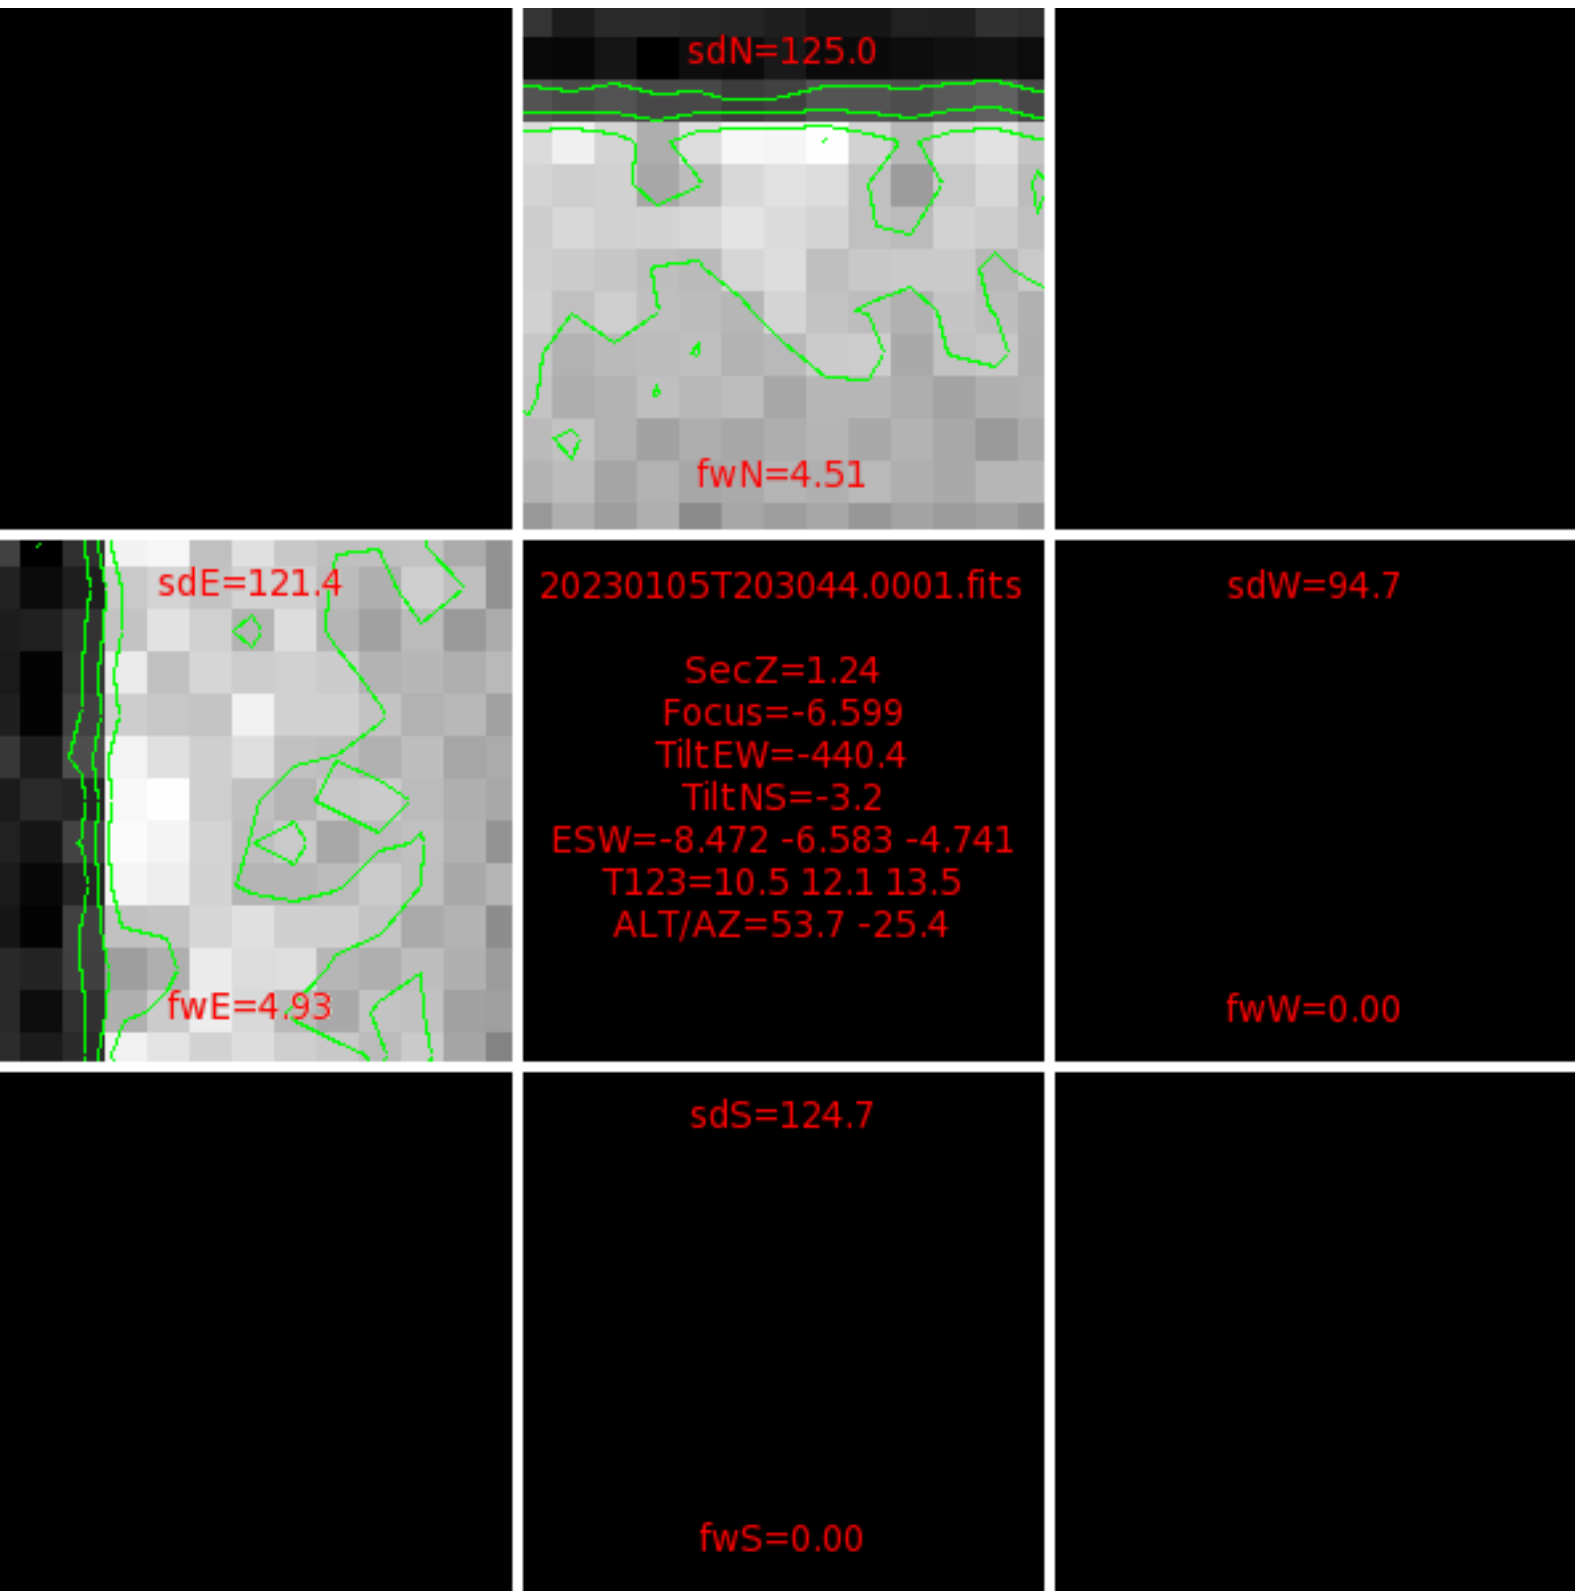 sdN=125.0
fwN=4.51
sdE=121.4
fwE=4.93
20230105T203044.0001.fits
SecZ=1.24
Focus=-6.599
TiltEW=-440.4
TiltNS=-3.2
ESW=-8.472 -6.583 -4.741
T123=10.5 12.1 13.5
ALT/AZ=53.7 -25.4
sdW=94.7
fwW=0.00
sdS=124.7
fwS=0.00